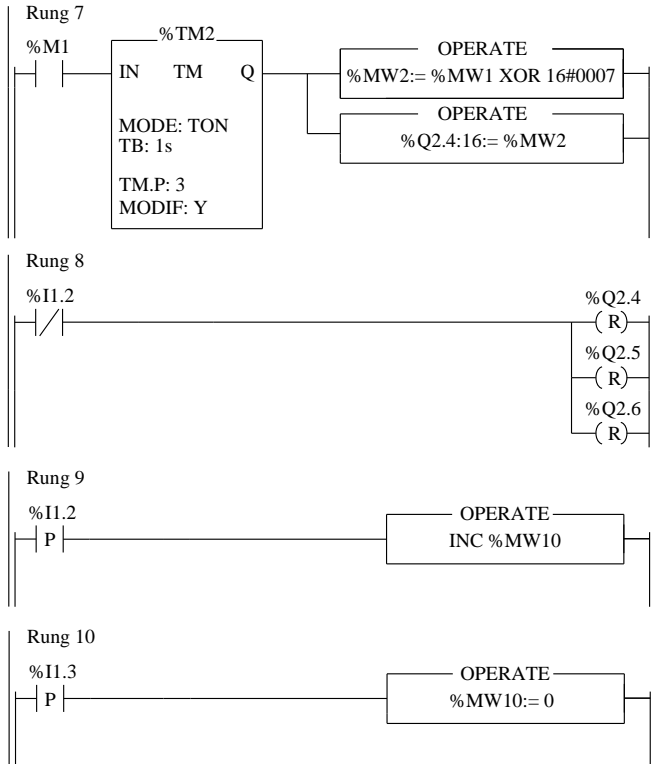 Rung 7
%M1
%TM2
IN TM Q
MODE: TON
TB: 1s
TM.P: 3
MODIF: Y
OPERATE
%MW2:= %MW1 XOR 16#0007
OPERATE
%Q2.4:16:= %MW2
Rung 8
%I1.2
%Q2.4
( R )
%Q2.5
( R )
%Q2.6
( R )
Rung 9
%I1.2
P
OPERATE
INC %MW10
Rung 10
%I1.3
P
OPERATE
%MW10:= 0